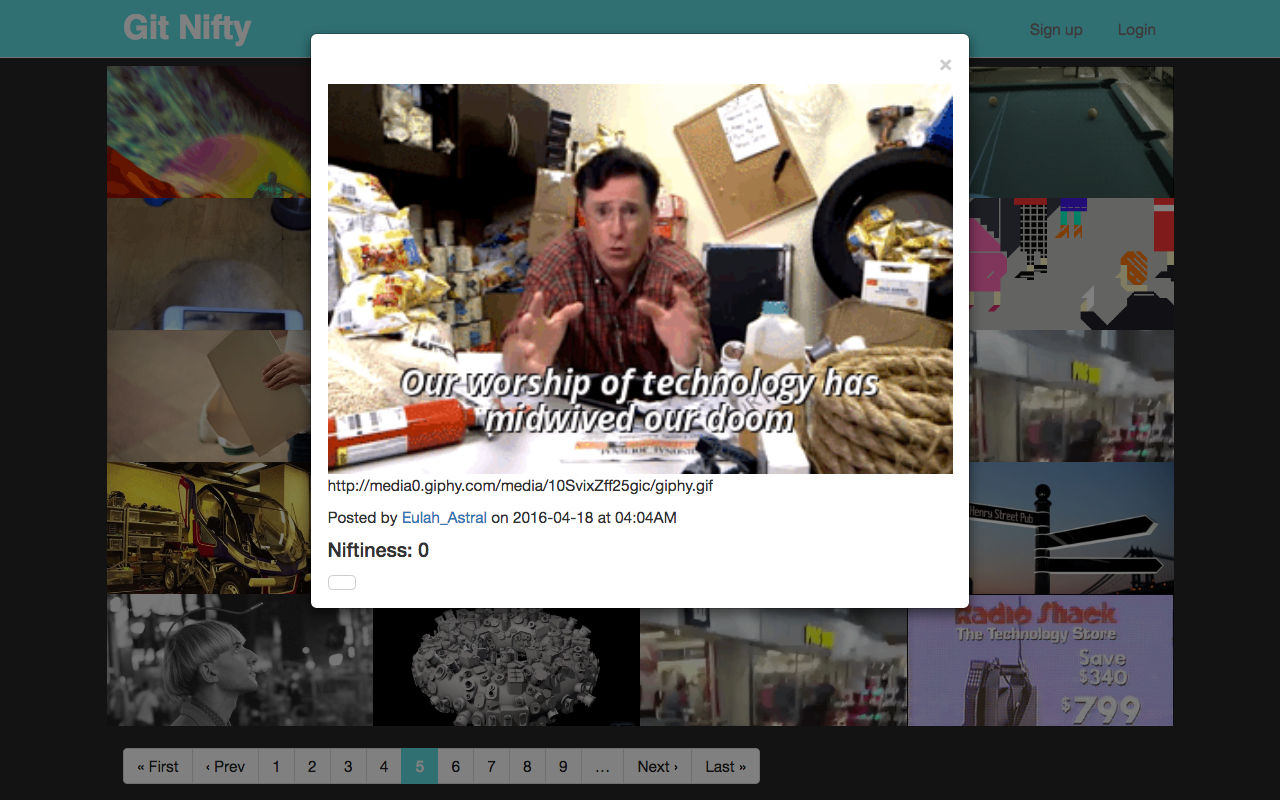 Git Nifty
Sign up
Login
×
Our worship of technology has
midwived our doom
http://media0.giphy.com/media/10SvixZff25gic/giphy.gif
Posted by Eulah_Astral on 2016-04-18 at 04:04AM
Niftiness: 0
Henry Street Pub
Radio Shack
The Technology Store
Save
$340
$799
« First ‹ Prev 1 2 3 4 5 6 7 8 9 … Next › Last »